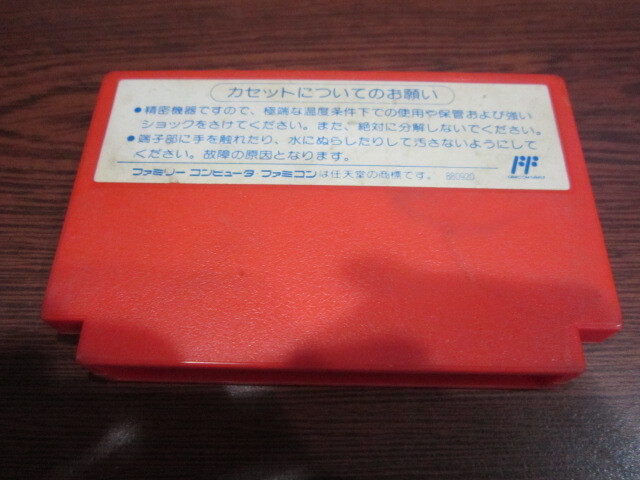 カセットについてのお願い
●精密機器ですので、極端な温度条件下での使用や保管および強い
ショックをさけてください。また、絶対に分解しないでください。
●端子部に手を触れたり、水にぬらしたりして汚さないようにして
ください。故障の原因となります。
ファミリーコンピュータ・ファミコンは任天堂の商標です。 880920
FF